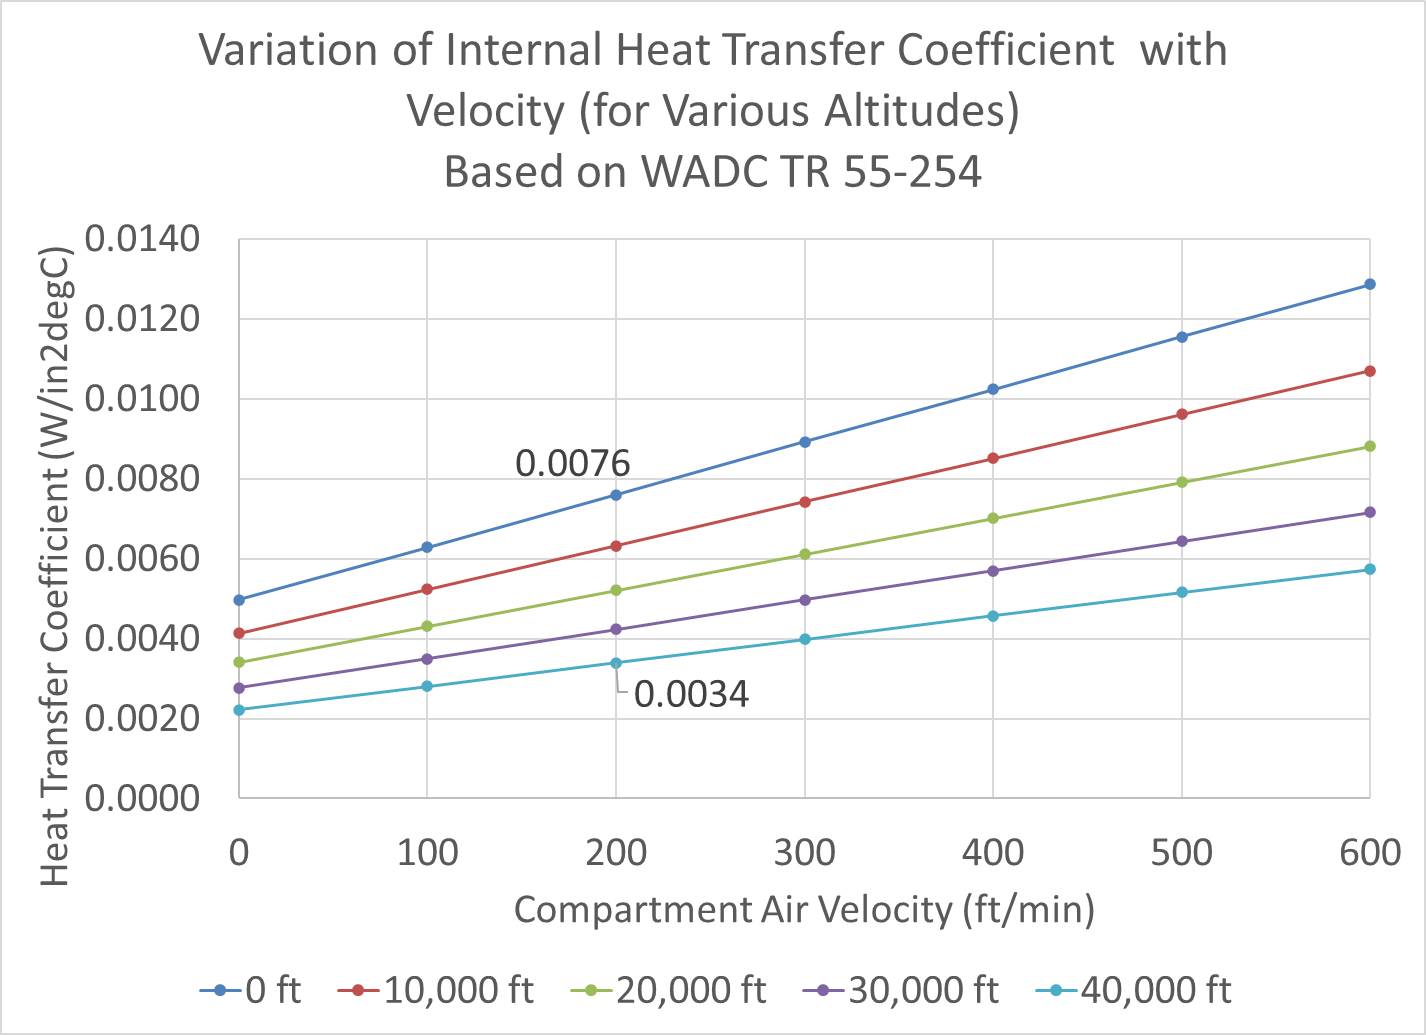 Variation of Internal Heat Transfer Coefficient  with
Velocity (for Various Altitudes)
Based on WADC TR 55-254
Heat Transfer Coefficient (W/in2degC)
0.0140
0.0120
0.0100
0.0080
0.0060
0.0040
0.0020
0.0000
0.0076
0.0034
0 100 200 300 400 500 600
Compartment Air Velocity (ft/min)
0 ft 10,000 ft 20,000 ft 30,000 ft 40,000 ft